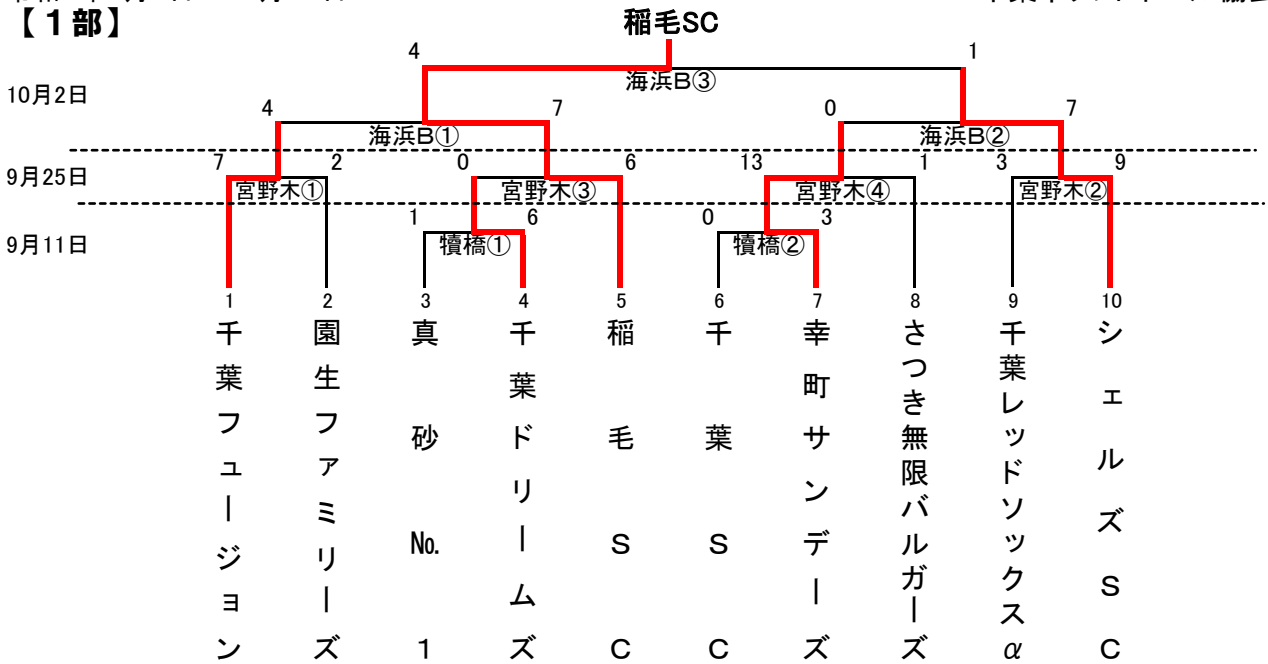 【１部】
稲毛SC
4
1
海浜B③
10月2日
4
7
0
7
海浜B①
海浜B②
7
2
0
6
13
1
3
9
9月25日
宮野木①
宮野木③
宮野木④
宮野木②
1
6
0
3
9月11日
犢橋①
犢橋②
1
2
3
4
5
6
7
8
9
10
千葉フュージョン
園生ファミリーズ
真砂№１
千葉ドリームズ
稲毛ＳＣ
千葉ＳＣ
幸町サンデーズ
さつき無限バルガーズ
千葉レッドソックスα
シェルズＳＣ